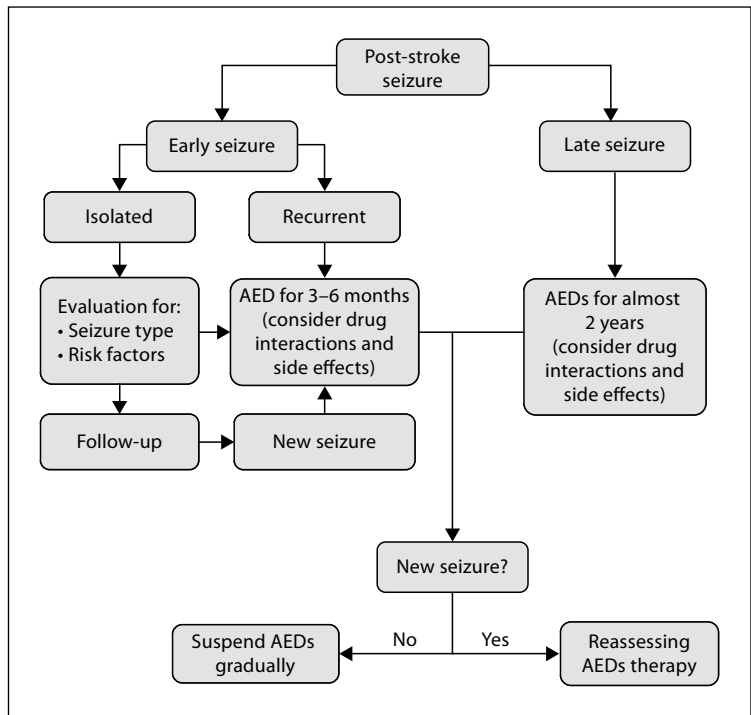 Post-stroke
seizure
Early seizure
Late seizure
Isolated
Recurrent
Evaluation for:
• Seizure type
• Risk factors
AED for 3–6 months
(consider drug
interactions and
side effects)
AEDs for almost
2 years
(consider drug
interactions and
side effects)
Follow-up
New seizure
New seizure?
No
Yes
Suspend AEDs
gradually
Reassessing
AEDs therapy